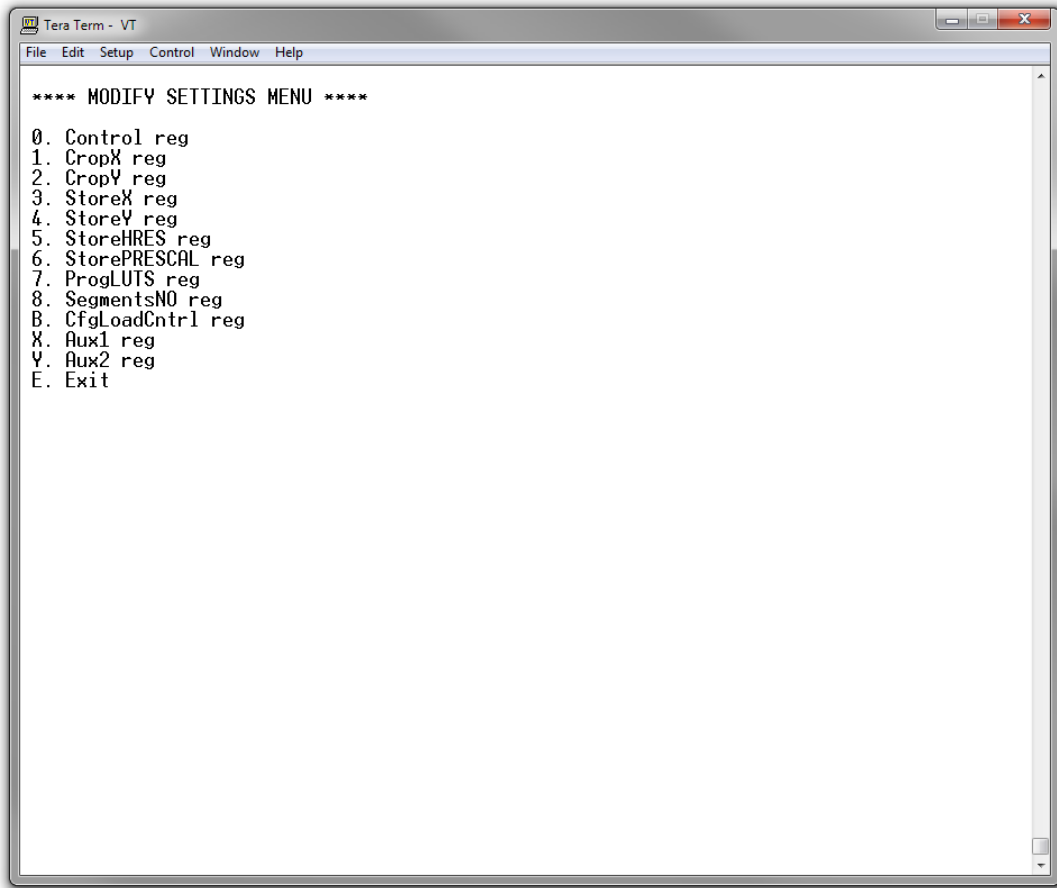 Tera Term - VT
File Edit Setup Control Window Help
**** MODIFY SETTINGS MENU ****
0. Control reg
1. CropX reg
2. CropY reg
3. StoreX reg
4. StoreY reg
5. StoreHRES reg
6. StorePRESCAL reg
7. ProgLUTS reg
8. SegmentsNO reg
B. CfgLoadCntrl reg
X. Aux1 reg
Y. Aux2 reg
E. Exit